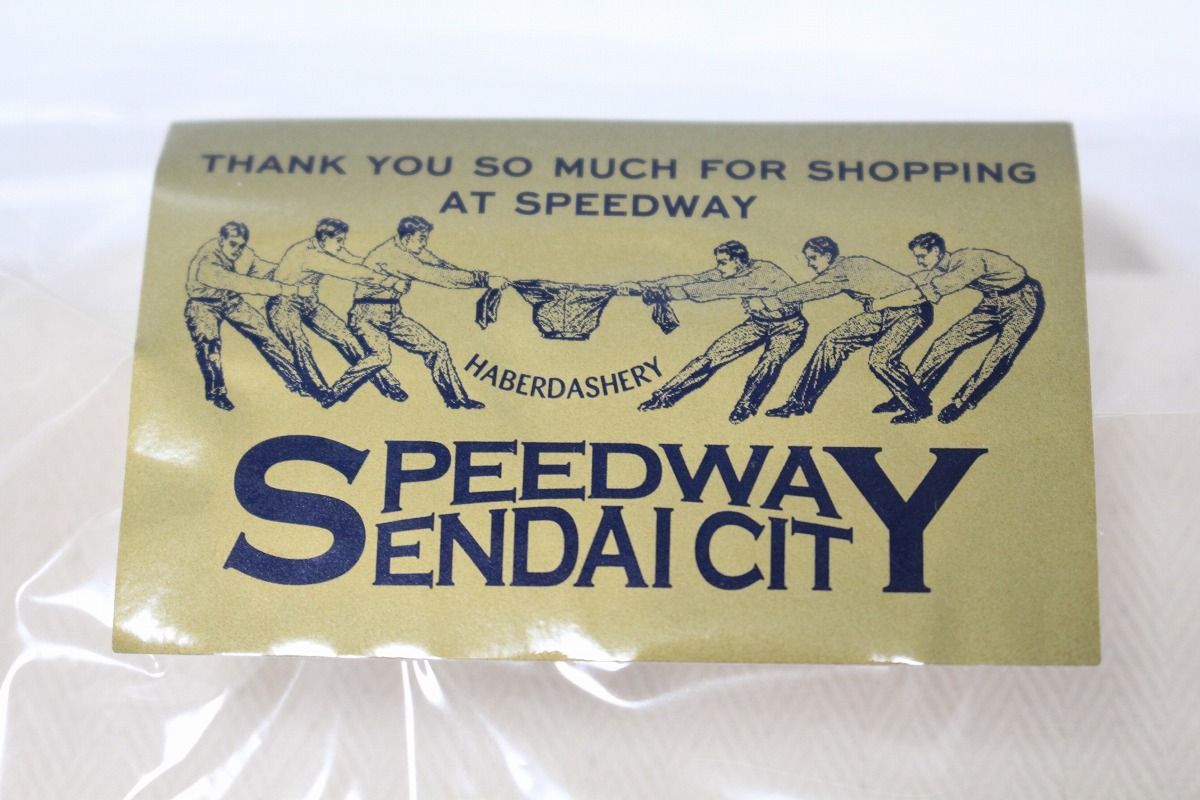 THANK YOU SO MUCH FOR SHOPPING
AT SPEEDWAY
HABERDASHERY
SPEEDWAY
SENDAI CITY